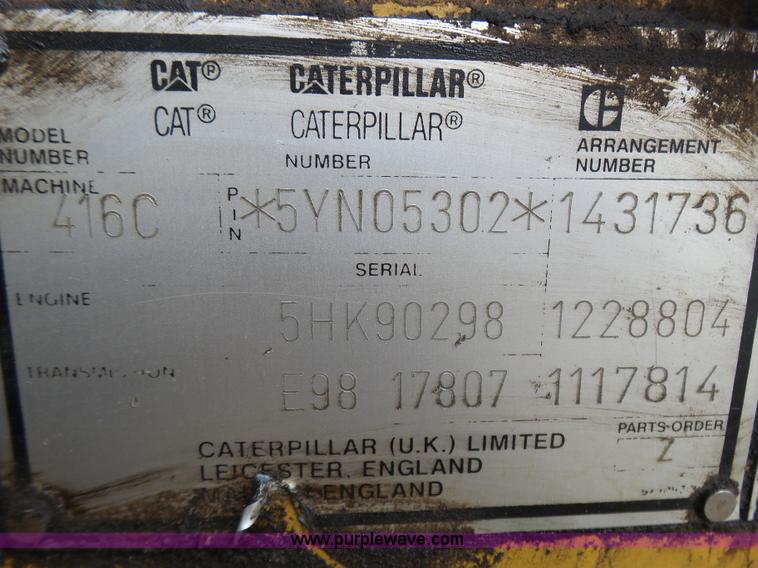 CAT® CATERPILLAR®
CAT® CATERPILLAR®
MODEL NUMBER NUMBER ARRANGEMENT NUMBER
MACHINE 416C PIN *5YN05302* 1431736
SERIAL
ENGINE 5HK90298 1228804
TRANSMISSION E98 17807 1117814
PARTS ORDER
Z
CATERPILLAR (U.K.) LIMITED
LEICESTER, ENGLAND
ENGLAND
www.purplewave.com